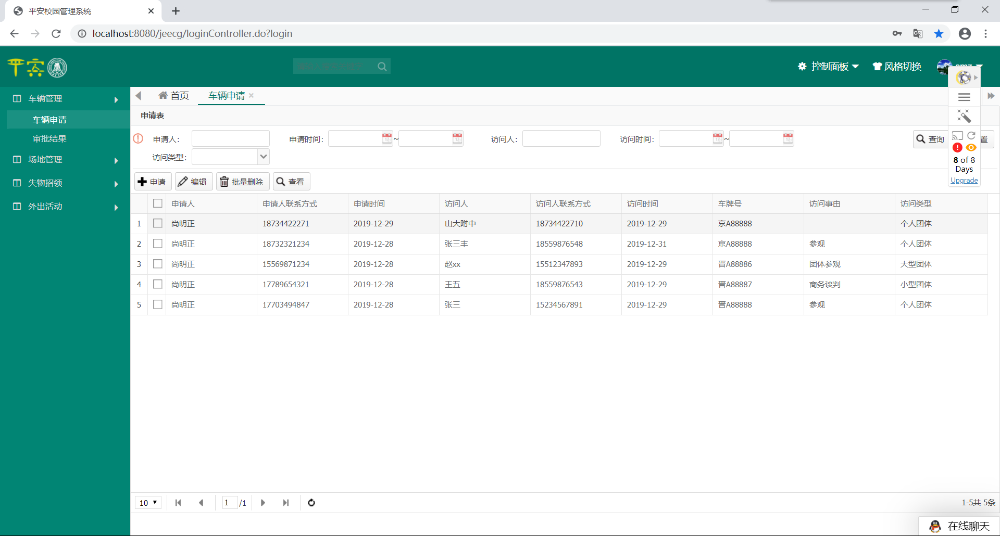 平安校园管理系统
localhost:8080/jeecg/loginController.do?login
平安
控制面板
风格切换
smz
车辆管理
车辆申请
审批结果
场地管理
失物招领
外出活动
首页
车辆申请
申请表
申请人：
申请时间：
~
访问人：
访问时间：
~
查询
置
访问类型：
8 of 8
Days
Upgrade
申请
编辑
批量删除
查看
申请人 申请人联系方式 申请时间 访问人 访问人联系方式 访问时间 车牌号 访问事由 访问类型
1 尚明正 18734422271 2019-12-29 山大附中 18734422710 2019-12-29 京A88888 个人团体
2 尚明正 18732321234 2019-12-28 张三丰 18559876548 2019-12-31 京A88888 参观 个人团体
3 尚明正 15569871234 2019-12-28 赵xx 15512347893 2019-12-29 晋A88886 团体参观 大型团体
4 尚明正 17789654321 2019-12-28 王五 18559876543 2019-12-29 晋A88887 商务谈判 小型团体
5 尚明正 17703494847 2019-12-28 张三 15234567891 2019-12-29 晋A88888 参观 个人团体
10
1 /1
1-5共 5条
在线聊天